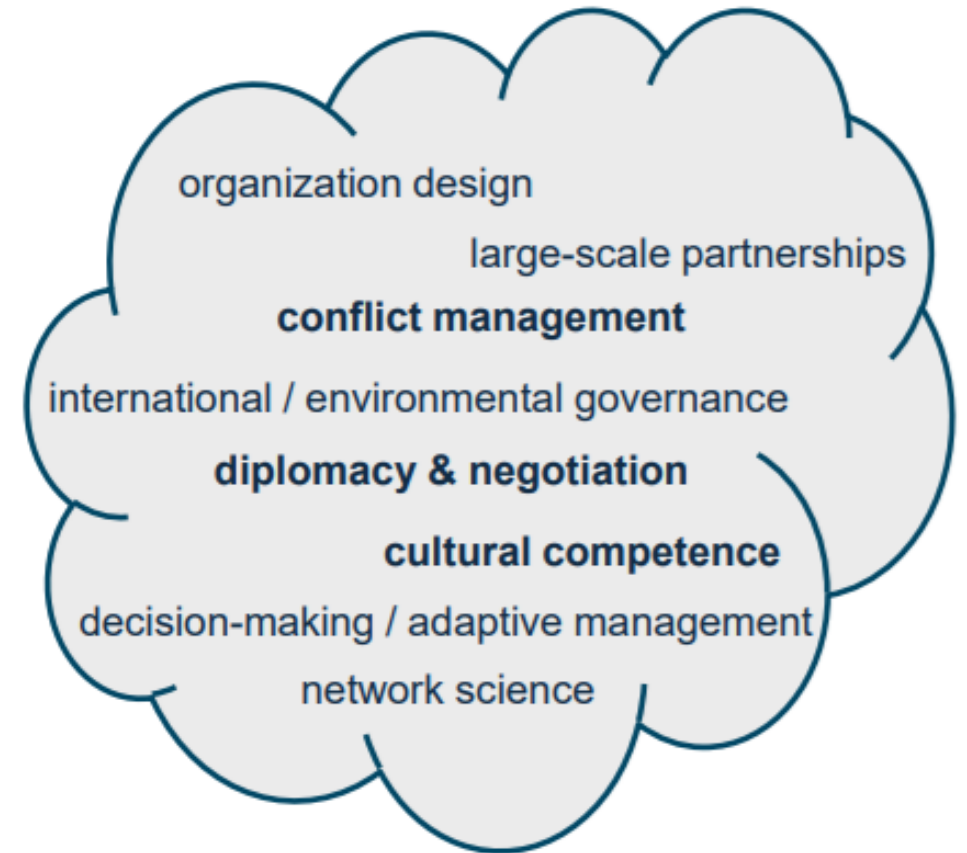 organization design
large-scale partnerships
conflict management
international / environmental governance
diplomacy & negotiation
cultural competence
decision-making / adaptive management
network science